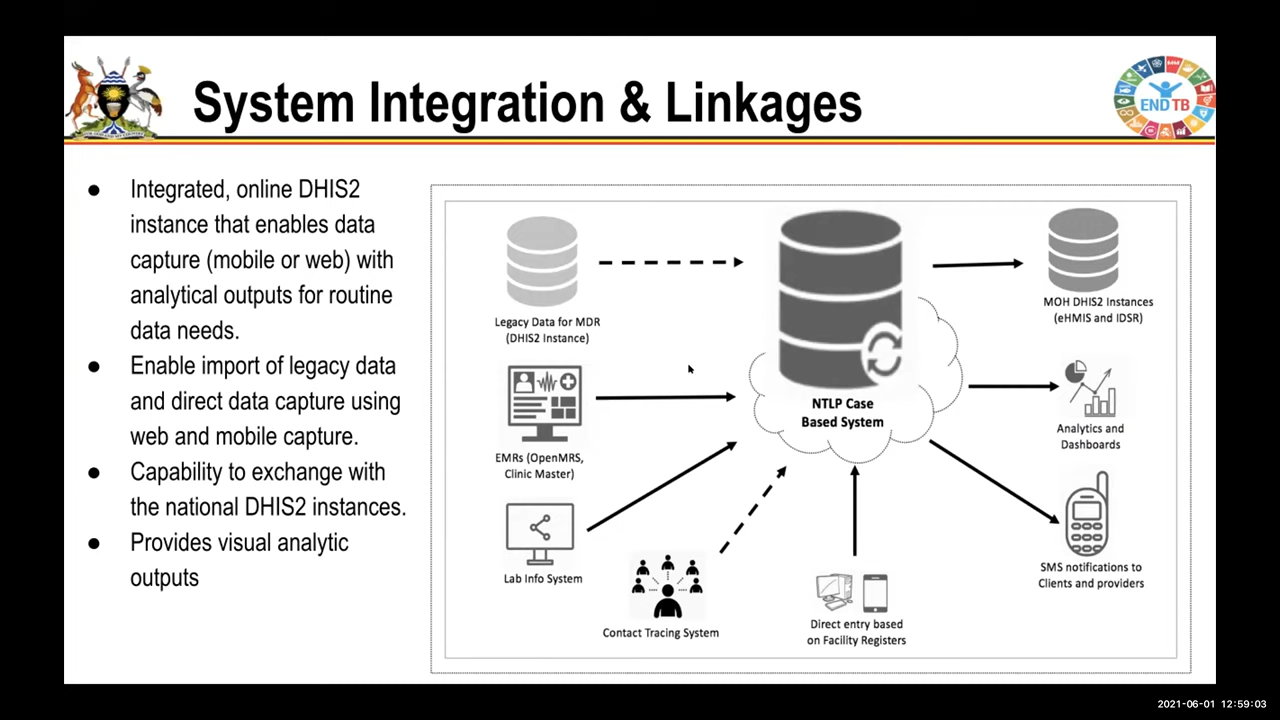 System Integration & Linkages
END TB
● Integrated, online DHIS2
instance that enables data
capture (mobile or web) with
analytical outputs for routine
data needs.
● Enable import of legacy data
and direct data capture using
web and mobile capture.
● Capability to exchange with
the national DHIS2 instances.
● Provides visual analytic
outputs
Legacy Data for MDR
(DHIS2 Instance)
EMRs (OpenMRS,
Clinic Master)
Lab Info System
Contact Tracing System
Direct entry based
on Facility Registers
NTLP Case
Based System
MOH DHIS2 Instances
(eHMIS and IDSR)
Analytics and
Dashboards
SMS notifications to
Clients and providers
2021-06-01 12:59:03